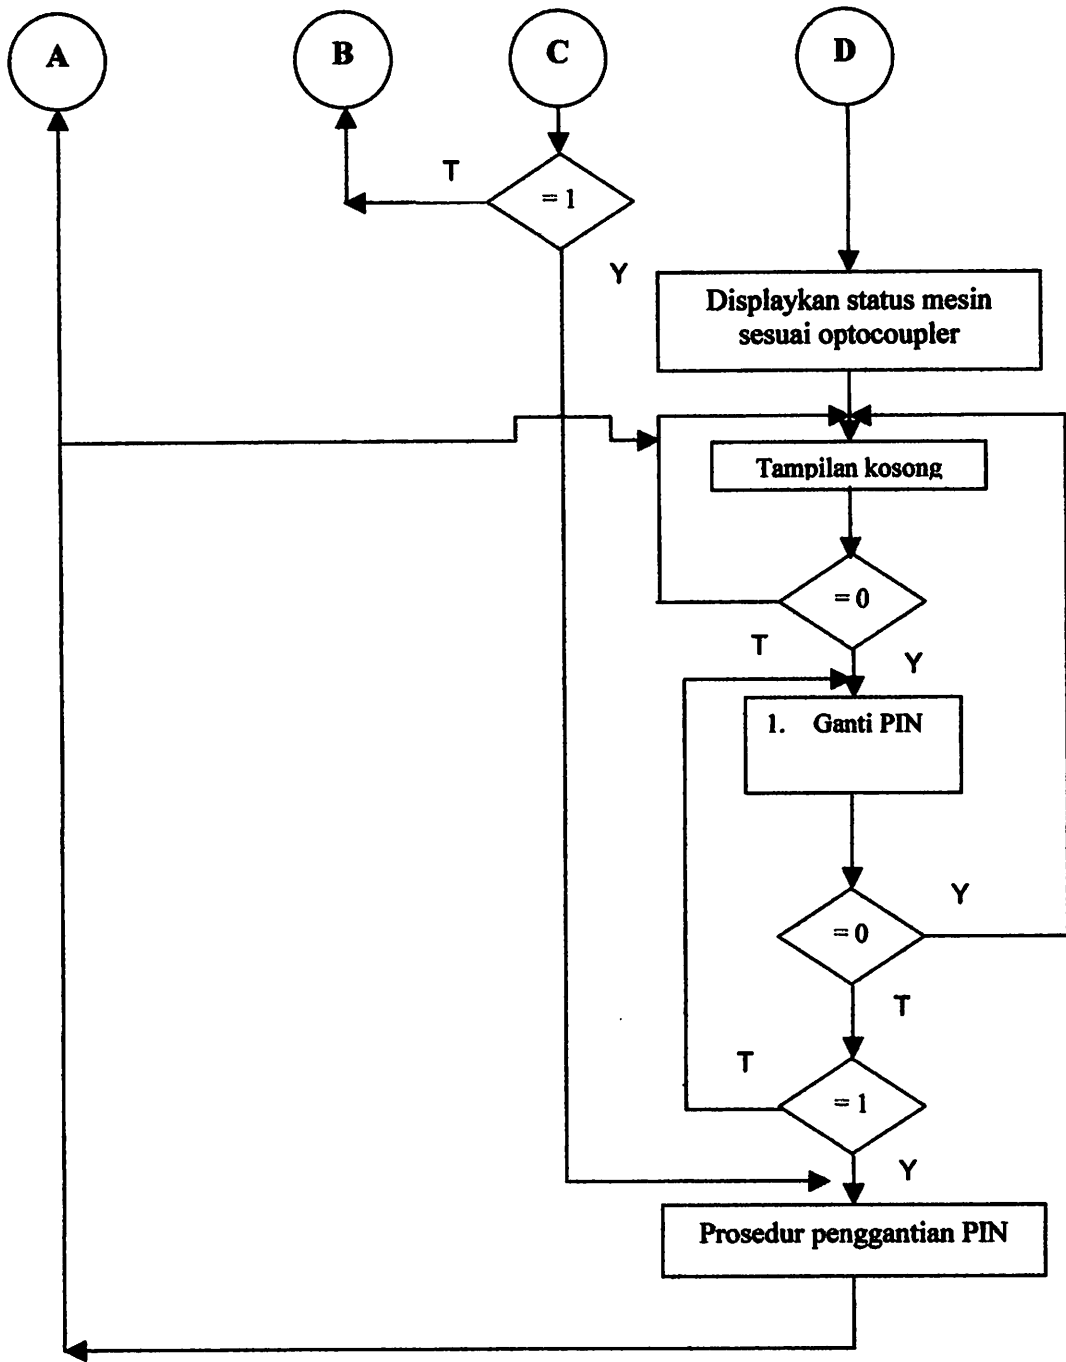 A
B
C
D
T
= 1
Y
Displaykan status mesin
sesuai optocoupler
Tampilan kosong
= 0
T
Y
1. Ganti PIN
Y
= 0
T
T
= 1
Y
Prosedur penggantian PIN